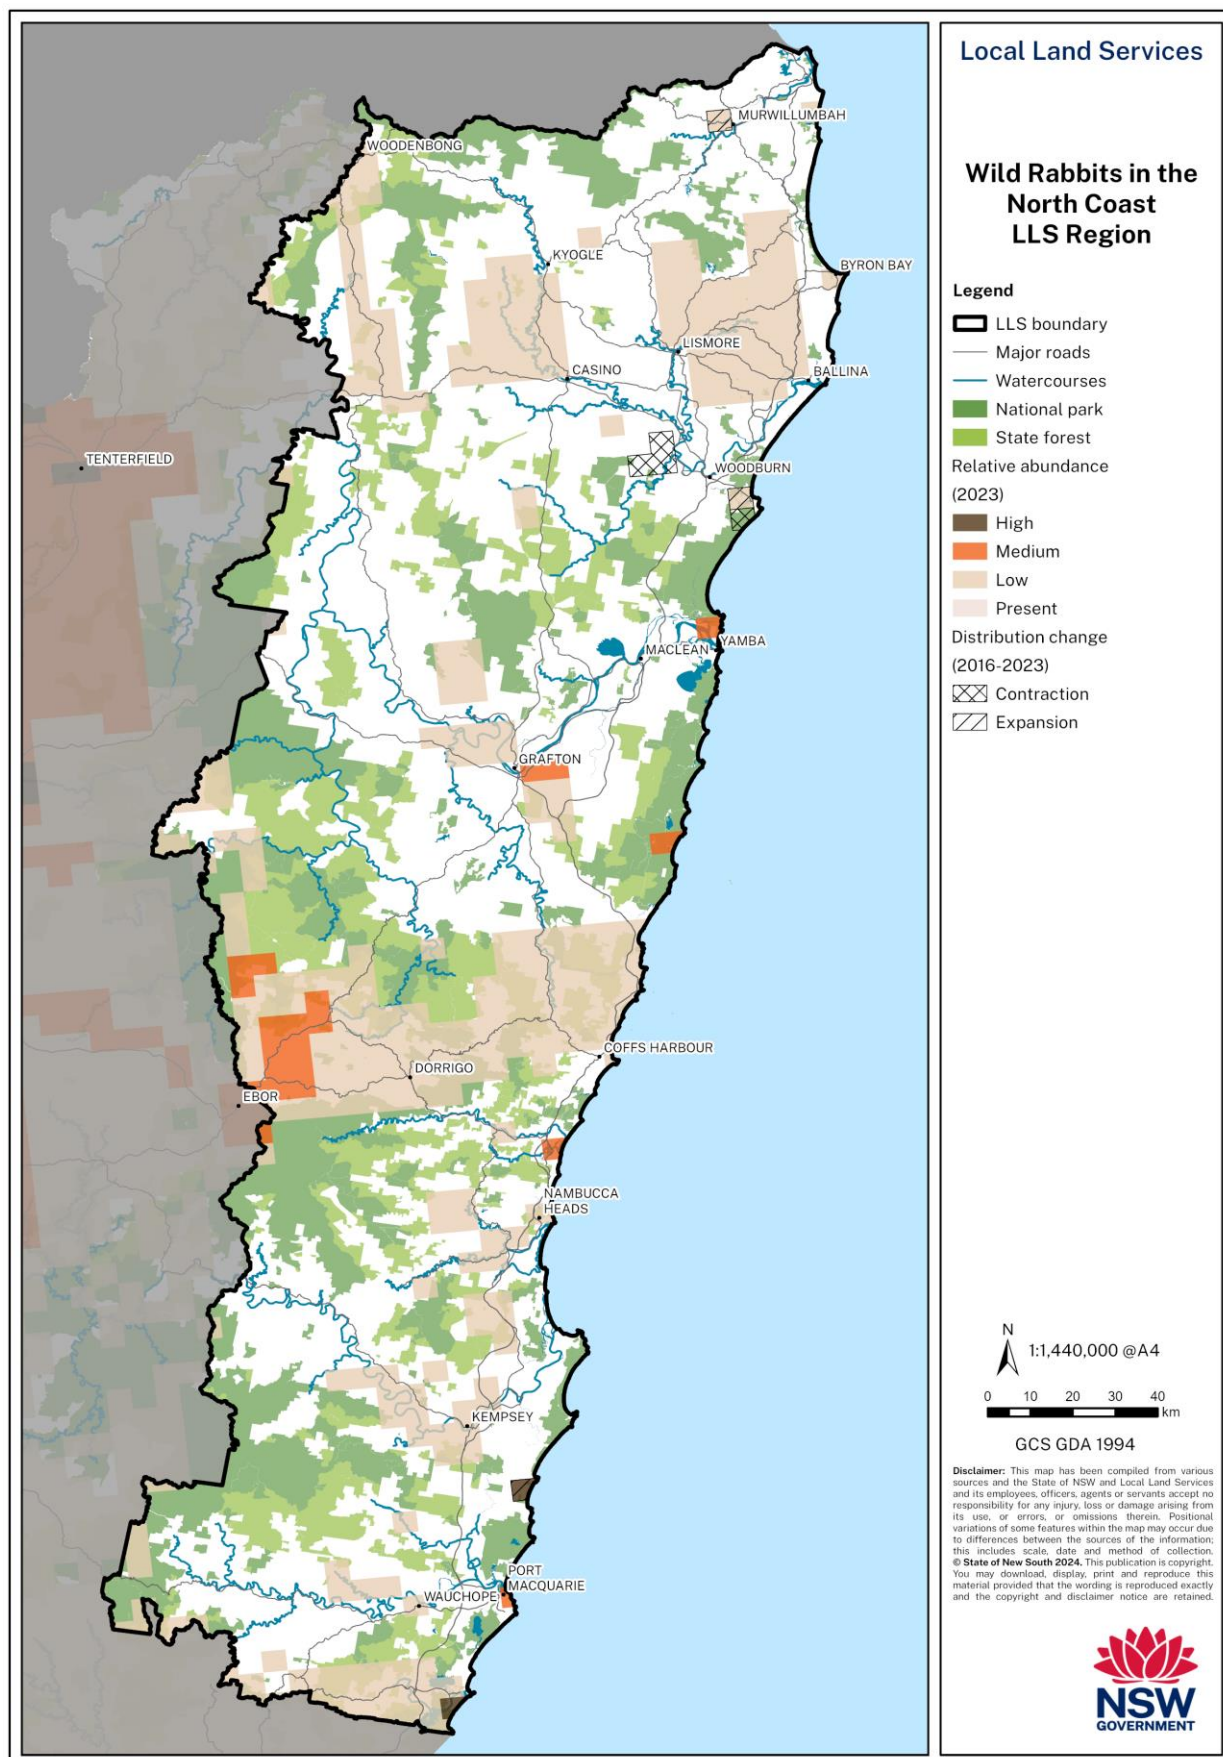 Local Land Services
Wild Rabbits in the
North Coast
LLS Region
Legend
LLS boundary
Major roads
Watercourses
National park
State forest
Relative abundance
(2023)
High
Medium
Low
Present
Distribution change
(2016-2023)
Contraction
Expansion
MURWILLUMBAH
WOODENBONG
KYOGLE
BYRON BAY
LISMORE
CASINO
BALLINA
TENTERFIELD
WOODBURN
YAMBA
MACLEAN
GRAFTON
COFFS HARBOUR
DORRIGO
EBOR
NAMBUCCA
HEADS
KEMPSEY
PORT
MACQUARIE
WAUCHOPE
N
1:1,440,000 @A4
0 10 20 30 40
km
GCS GDA 1994
Disclaimer: This map has been compiled from various
sources and the State of NSW and Local Land Services
and its employees, officers, agents or servants accept no
responsibility for any injury, loss or damage arising from
its use, or errors, or omissions therein. Positional
variations of some features within the map may occur due
to differences between the sources of the information;
this includes scale, date and method of collection.
© State of New South 2024. This publication is copyright.
You may download, display, print and reproduce this
material provided that the wording is reproduced exactly
and the copyright and disclaimer notice are retained.
NSW
GOVERNMENT